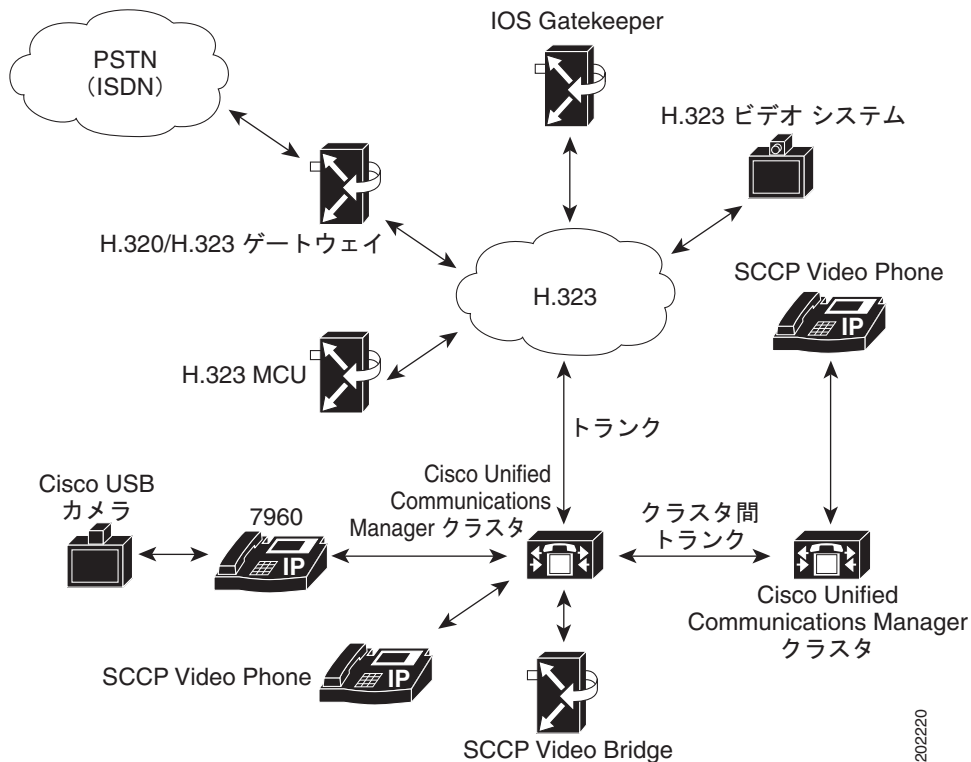 IOS Gatekeeper
PSTN
（ISDN）
H.323 ビデオ システム
H.320/H.323 ゲートウェイ
H.323
SCCP Video Phone
IP
H.323 MCU
トランク
Cisco Unified
Communications
Manager クラスタ
クラスタ間
トランク
Cisco USB
カメラ
7960
IP
Cisco Unified
Communications Manager
クラスタ
SCCP Video Phone
IP
SCCP Video Bridge
202220